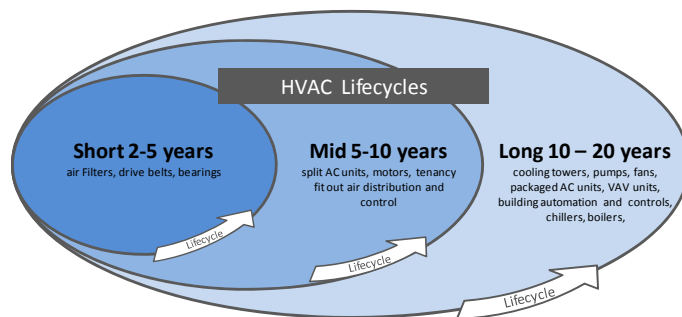 HVAC Lifecycles
Short 2-5 years
air Filters, drive belts, bearings
Lifecycle
Mid 5-10 years
split AC units, motors, tenancy
fit out air distribution and
control
Lifecycle
Long 10 – 20 years
cooling towers, pumps, fans,
packaged AC units, VAV units,
building automation and controls,
chillers, boilers,
Lifecycle